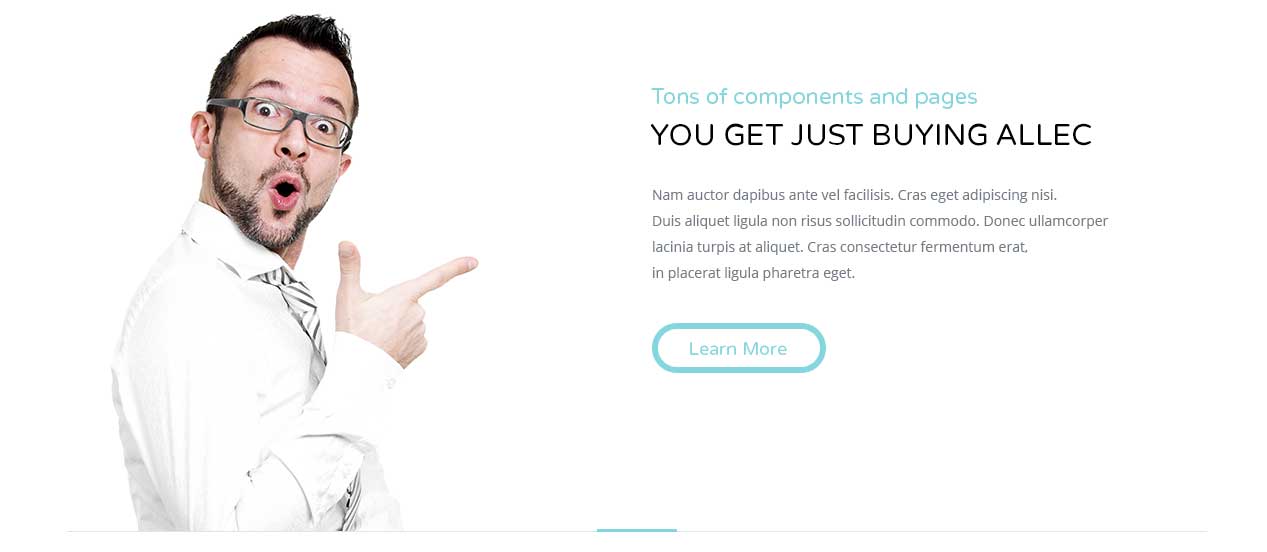 Tons of components and pages
YOU GET JUST BUYING ALLEC
Nam auctor dapibus ante vel facilisis. Cras eget adipiscing nisi.
Duis aliquet ligula non risus sollicitudin commodo. Donec ullamcorper
lacinia turpis at aliquet. Cras consectetur fermentum erat,
in placerat ligula pharetra eget.
Learn More